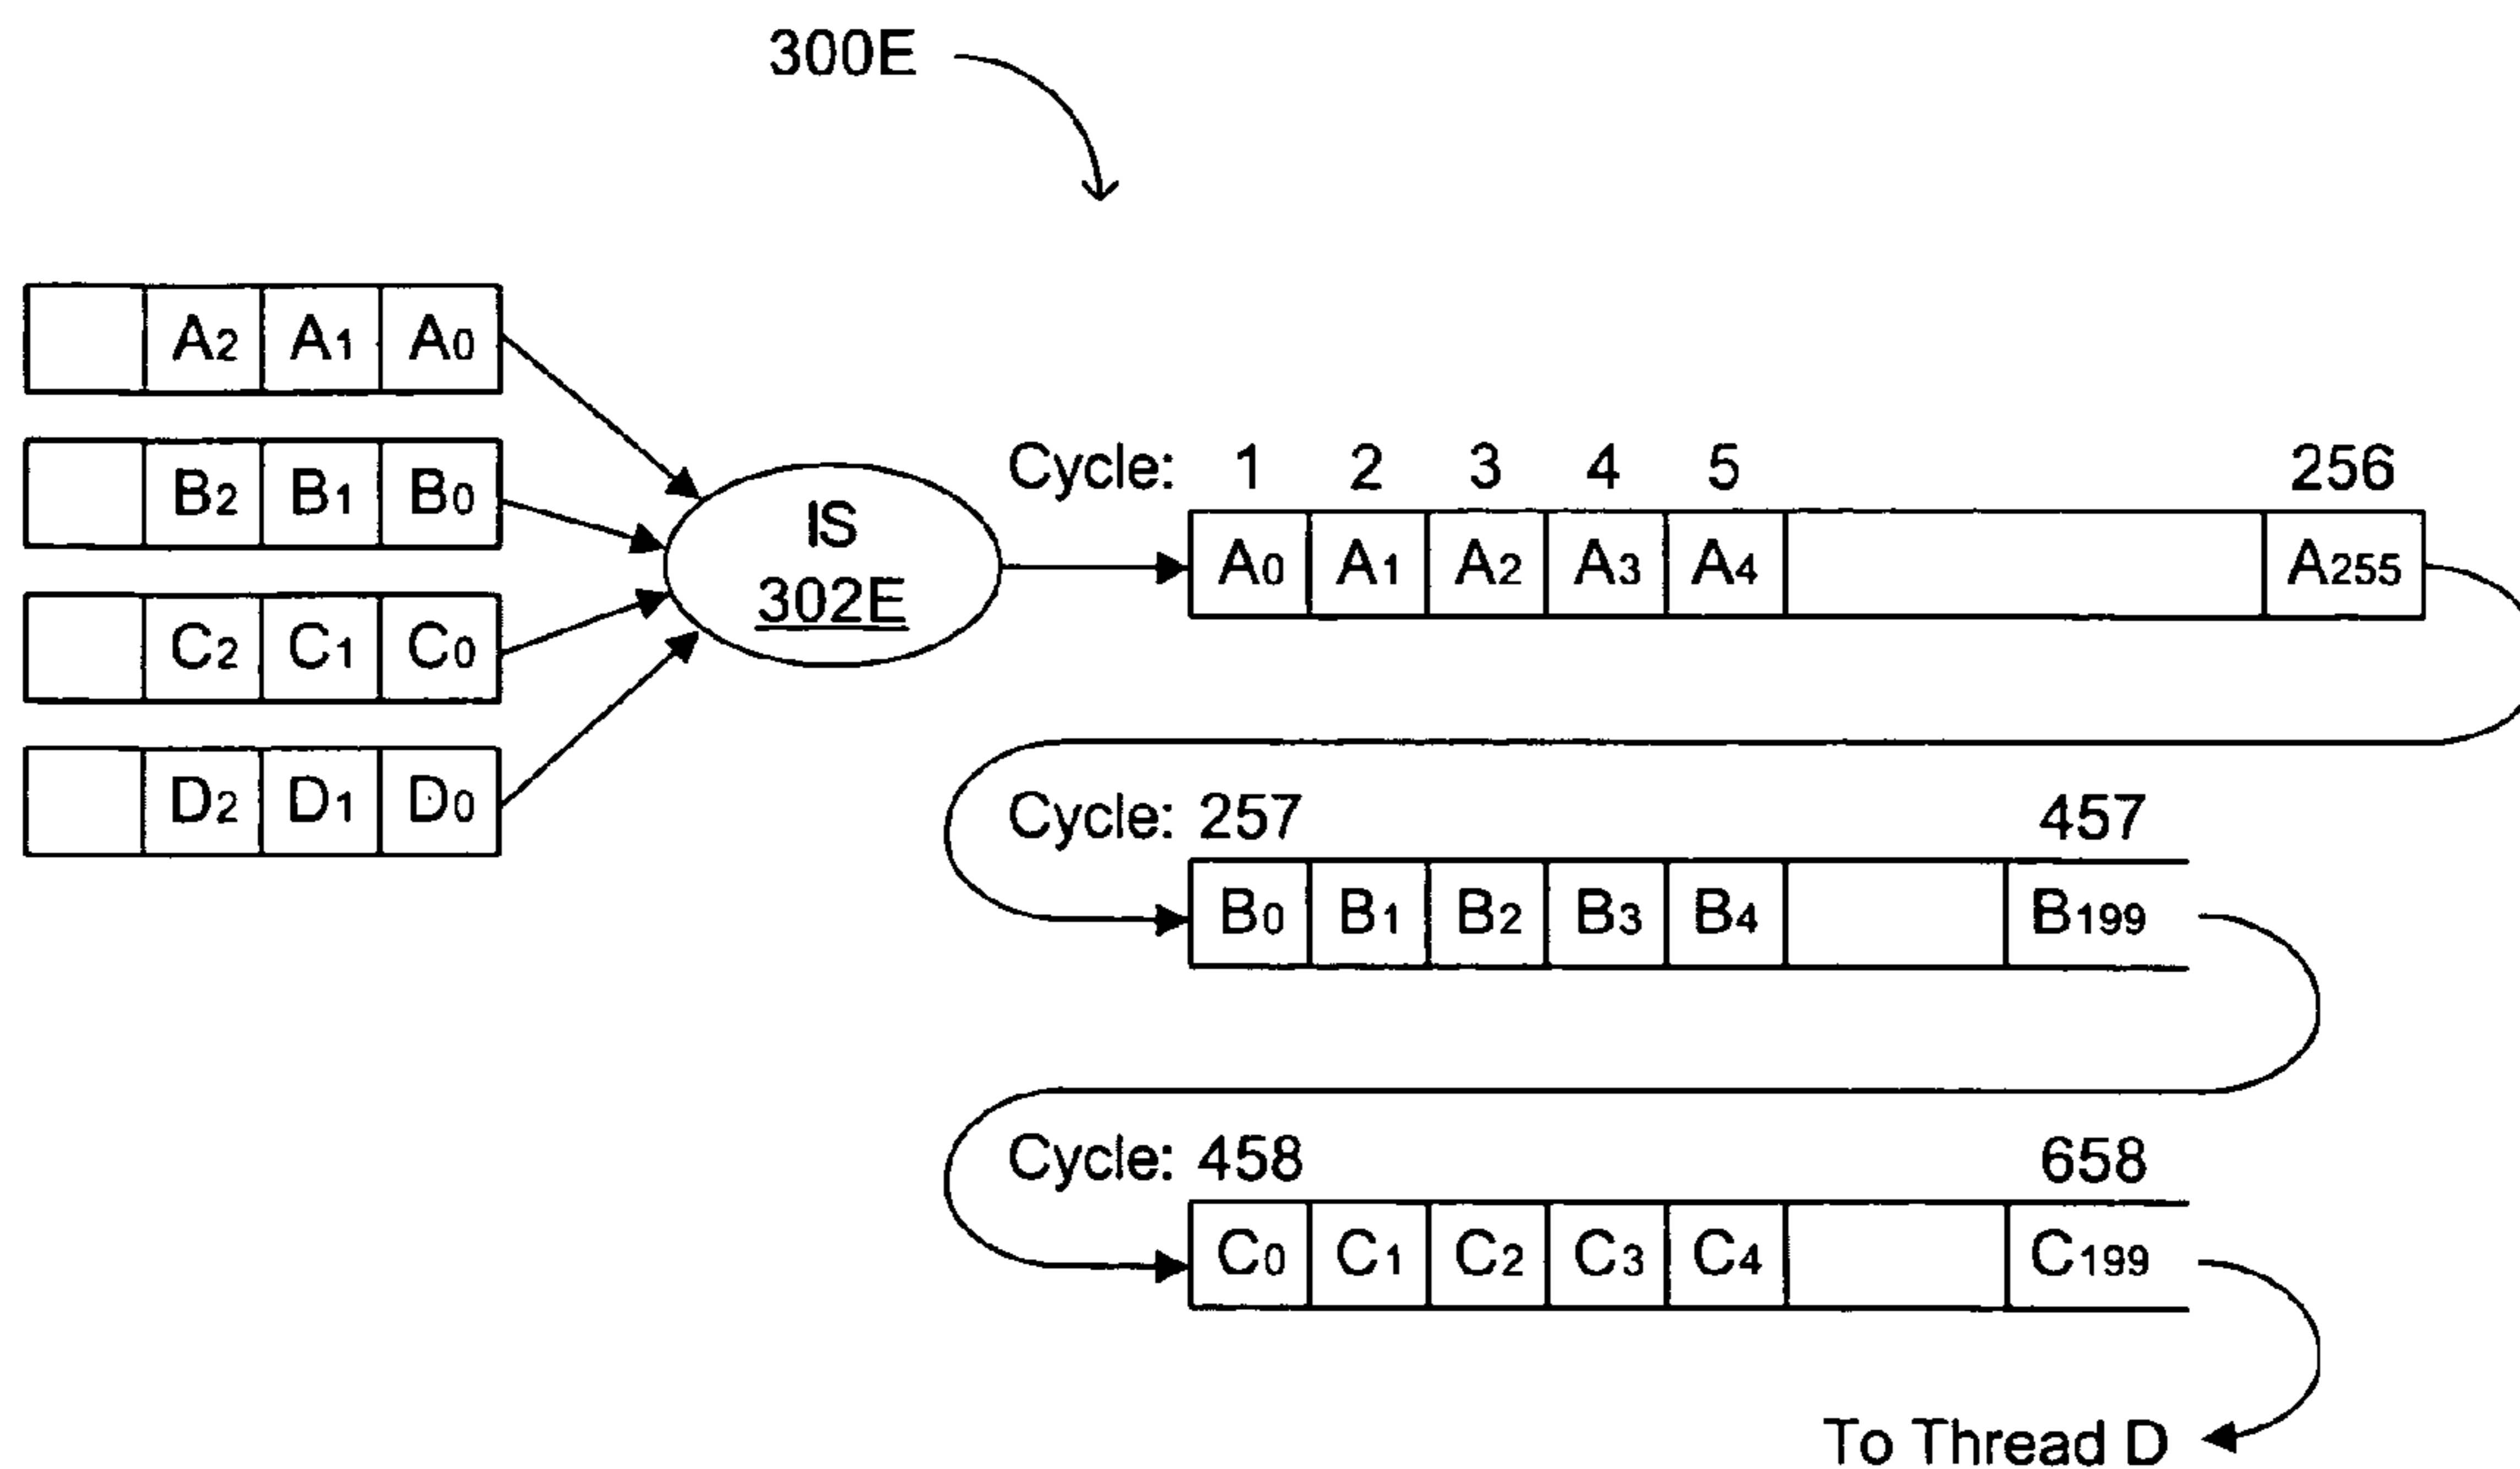 300E
A2 A1 A0
B2 B1 B0
C2 C1 C0
D2 D1 D0
IS
302E
Cycle: 1 2 3 4 5 256
A0 A1 A2 A3 A4 A255
Cycle: 257 457
B0 B1 B2 B3 B4 B199
Cycle: 458 658
C0 C1 C2 C3 C4 C199
To Thread D